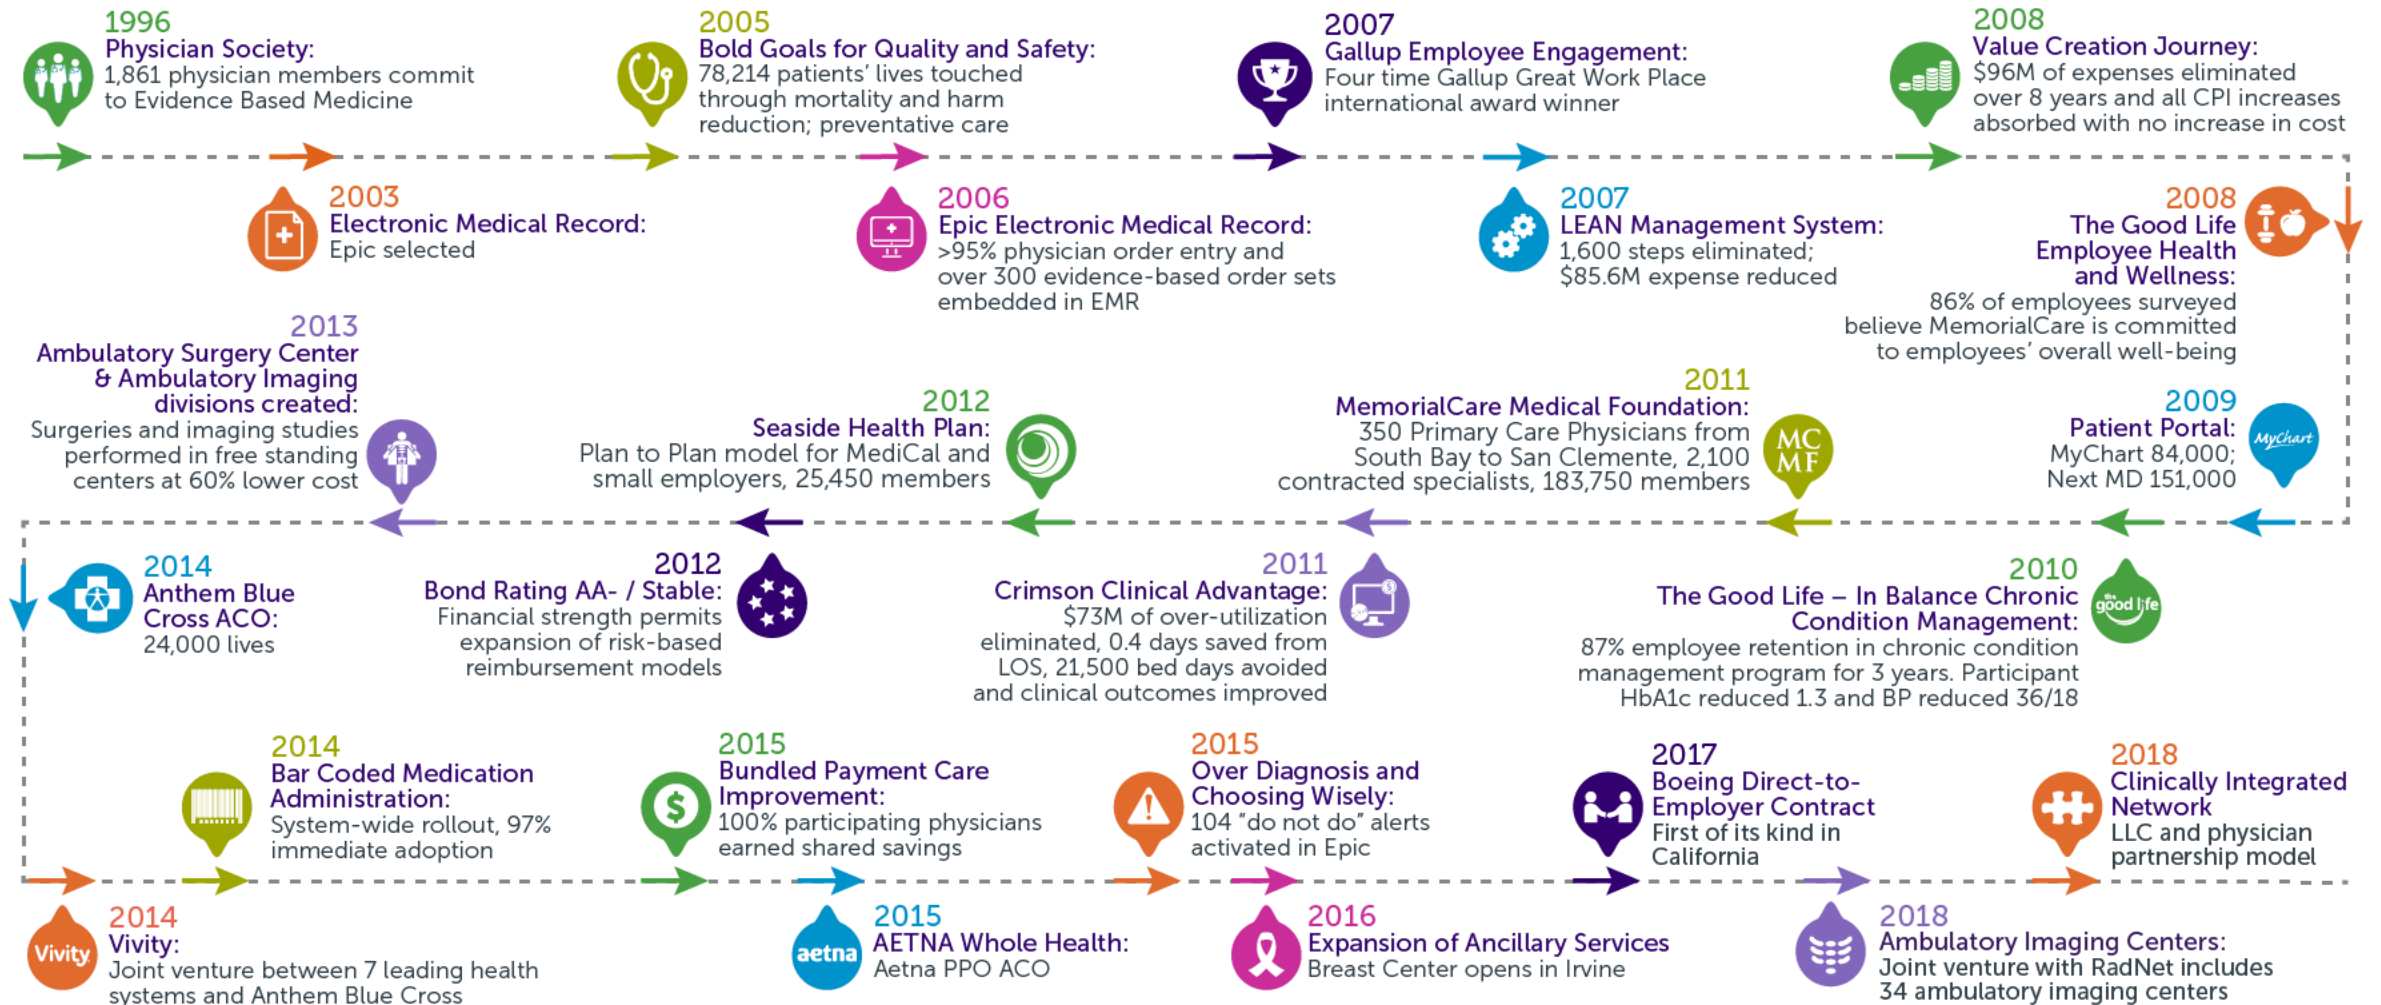 1996
Physician Society:
1,861 physician members commit
to Evidence Based Medicine
2003
Electronic Medical Record:
Epic selected
2005
Bold Goals for Quality and Safety:
78,214 patients' lives touched
through mortality and harm
reduction; preventative care
2006
Epic Electronic Medical Record:
>95% physician order entry and
over 300 evidence-based order sets
embedded in EMR
2007
Gallup Employee Engagement:
Four time Gallup Great Work Place
international award winner
2007
LEAN Management System:
1,600 steps eliminated;
$85.6M expense reduced
2008
Value Creation Journey:
$96M of expenses eliminated
over 8 years and all CPI increases
absorbed with no increase in cost
2008
The Good Life
Employee Health
and Wellness:
86% of employees surveyed
believe MemorialCare is committed
to employees' overall well-being
2009
Patient Portal:
MyChart 84,000;
Next MD 151,000
MyChart
2010
The Good Life – In Balance Chronic
Condition Management:
87% employee retention in chronic condition
management program for 3 years. Participant
HbA1c reduced 1.3 and BP reduced 36/18
the
good life
2011
MemorialCare Medical Foundation:
350 Primary Care Physicians from
South Bay to San Clemente, 2,100
contracted specialists, 183,750 members
MC
MF
2011
Crimson Clinical Advantage:
$73M of over-utilization
eliminated, 0.4 days saved from
LOS, 21,500 bed days avoided
and clinical outcomes improved
$
2012
Seaside Health Plan:
Plan to Plan model for MediCal and
small employers, 25,450 members
2012
Bond Rating AA- / Stable:
Financial strength permits
expansion of risk-based
reimbursement models
2013
Ambulatory Surgery Center
& Ambulatory Imaging
divisions created:
Surgeries and imaging studies
performed in free standing
centers at 60% lower cost
2014
Anthem Blue
Cross ACO:
24,000 lives
Vivity
2014
Vivity:
Joint venture between 7 leading health
systems and Anthem Blue Cross
2014
Bar Coded Medication
Administration:
System-wide rollout, 97%
immediate adoption
$
2015
Bundled Payment Care
Improvement:
100% participating physicians
earned shared savings
aetna
2015
AETNA Whole Health:
Aetna PPO ACO
2015
Over Diagnosis and
Choosing Wisely:
104 "do not do" alerts
activated in Epic
2016
Expansion of Ancillary Services
Breast Center opens in Irvine
2017
Boeing Direct-to-
Employer Contract
First of its kind in
California
2018
Ambulatory Imaging Centers:
Joint venture with RadNet includes
34 ambulatory imaging centers
2018
Clinically Integrated
Network
LLC and physician
partnership model